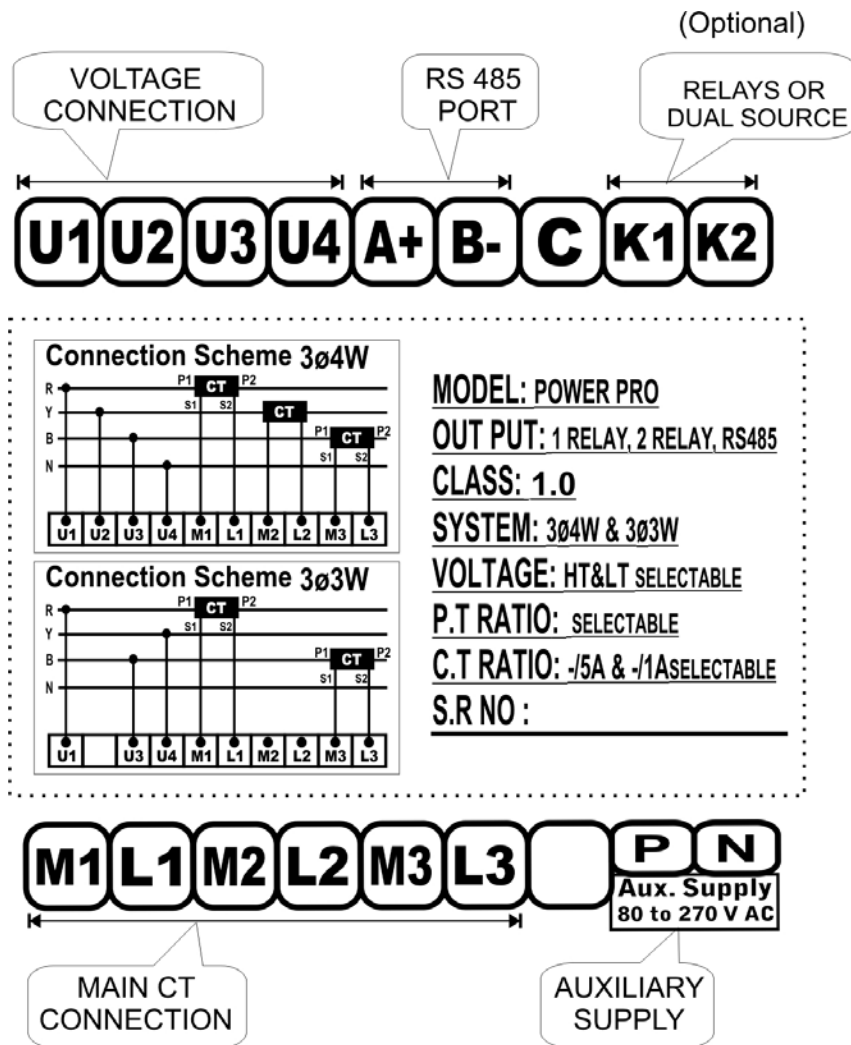 (Optional)
VOLTAGE
CONNECTION
RS 485
PORT
RELAYS OR
DUAL SOURCE
U1 U2 U3 U4 A+ B- C K1 K2
Connection Scheme 3ø4W
R
P1 CT P2
S1 S2
Y
CT
B
P1 CT P2
S1 S2
N
U1 U2 U3 U4 M1 L1 M2 L2 M3 L3
Connection Scheme 3ø3W
R
P1 CT P2
S1 S2
Y
B
P1 CT P2
S1 S2
N
U1 U3 U4 M1 L1 M2 L2 M3 L3
MODEL: POWER PRO
OUT PUT: 1 RELAY, 2 RELAY, RS485
CLASS: 1.0
SYSTEM: 3ø4W & 3ø3W
VOLTAGE: HT&LT SELECTABLE
P.T RATIO: SELECTABLE
C.T RATIO: -/5A & -/1ASELECTABLE
S.R NO :
M1 L1 M2 L2 M3 L3 P N
Aux. Supply
80 to 270 V AC
MAIN CT
CONNECTION
AUXILIARY
SUPPLY